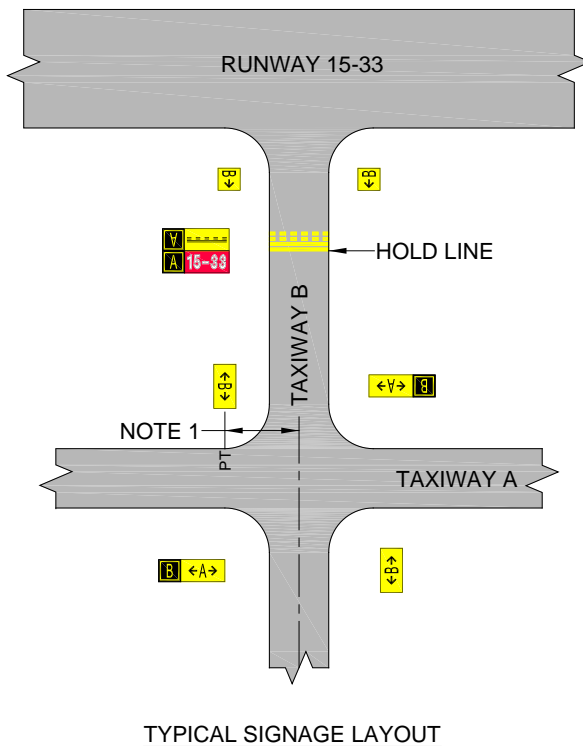 RUNWAY 15-33
B↓
B↓
A
A 15-33
HOLD LINE
TAXIWAY B
←B→
←A→ B
NOTE 1
PT
TAXIWAY A
B ←A→
←B→
TYPICAL SIGNAGE LAYOUT